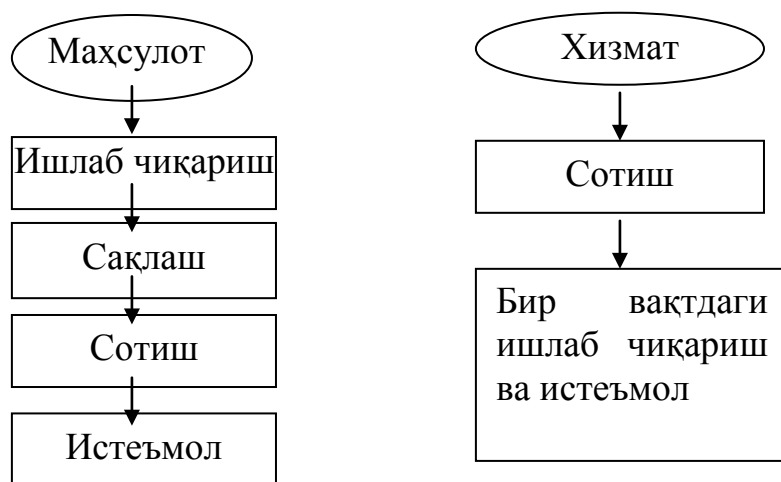 Маҳсулот
Ишлаб чиқариш
Сақлаш
Сотиш
Истеъмол
Хизмат
Сотиш
Бир вақтдаги
ишлаб чиқариш
ва истеъмол